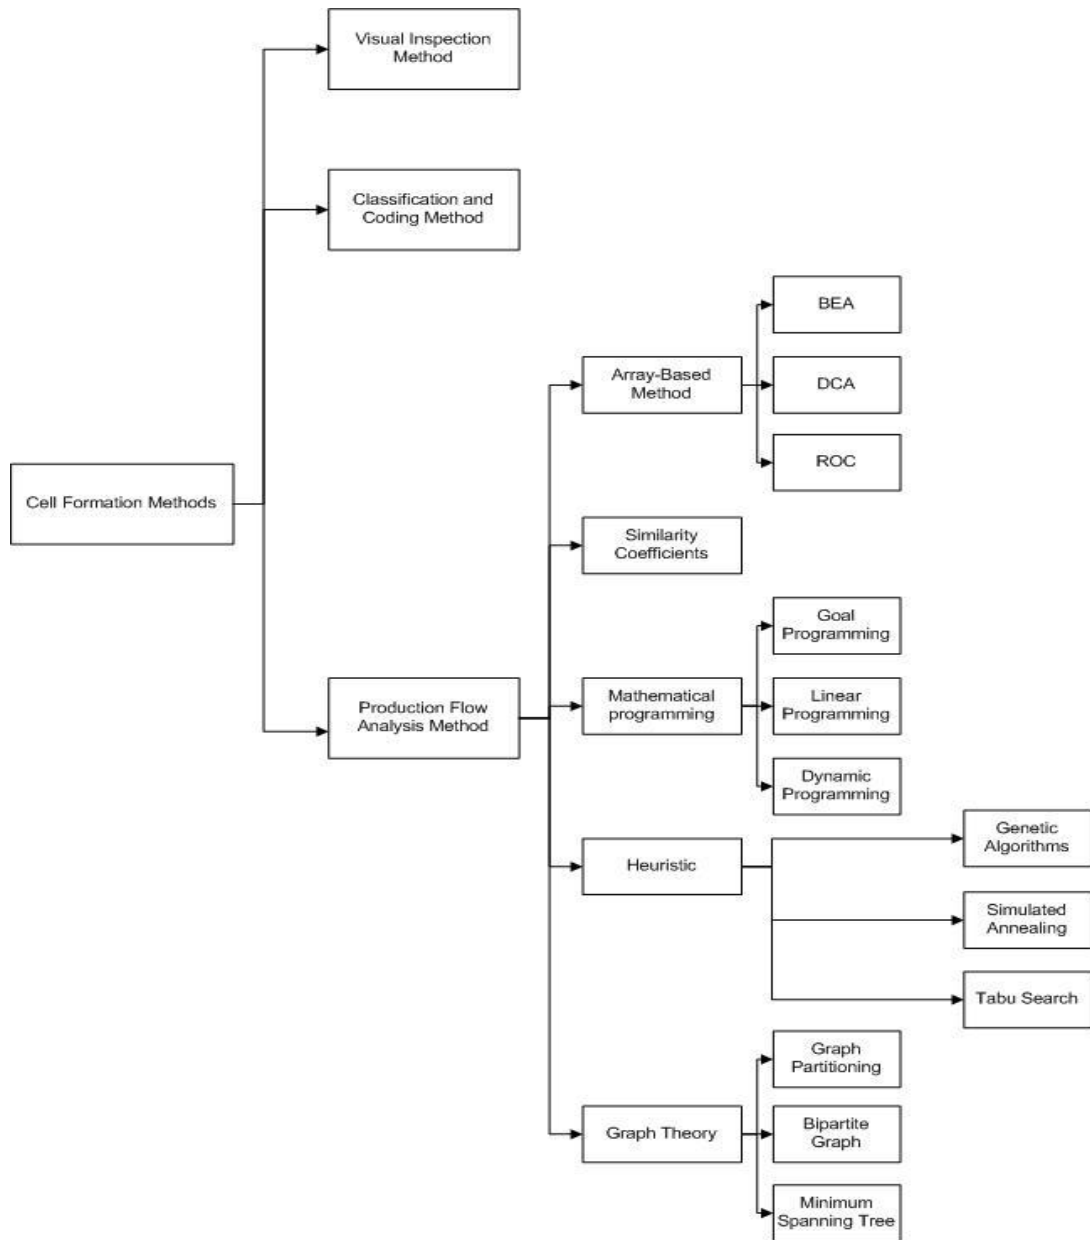 Visual Inspection
Method
Classification and
Coding Method
BEA
Array-Based
Method
DCA
ROC
Cell Formation Methods
Similarity
Coefficients
Goal
Programming
Production Flow
Analysis Method
Mathematical
programming
Linear
Programming
Dynamic
Programming
Genetic
Algorithms
Heuristic
Simulated
Annealing
Tabu Search
Graph
Partitioning
Graph Theory
Bipartite
Graph
Minimum
Spanning Tree